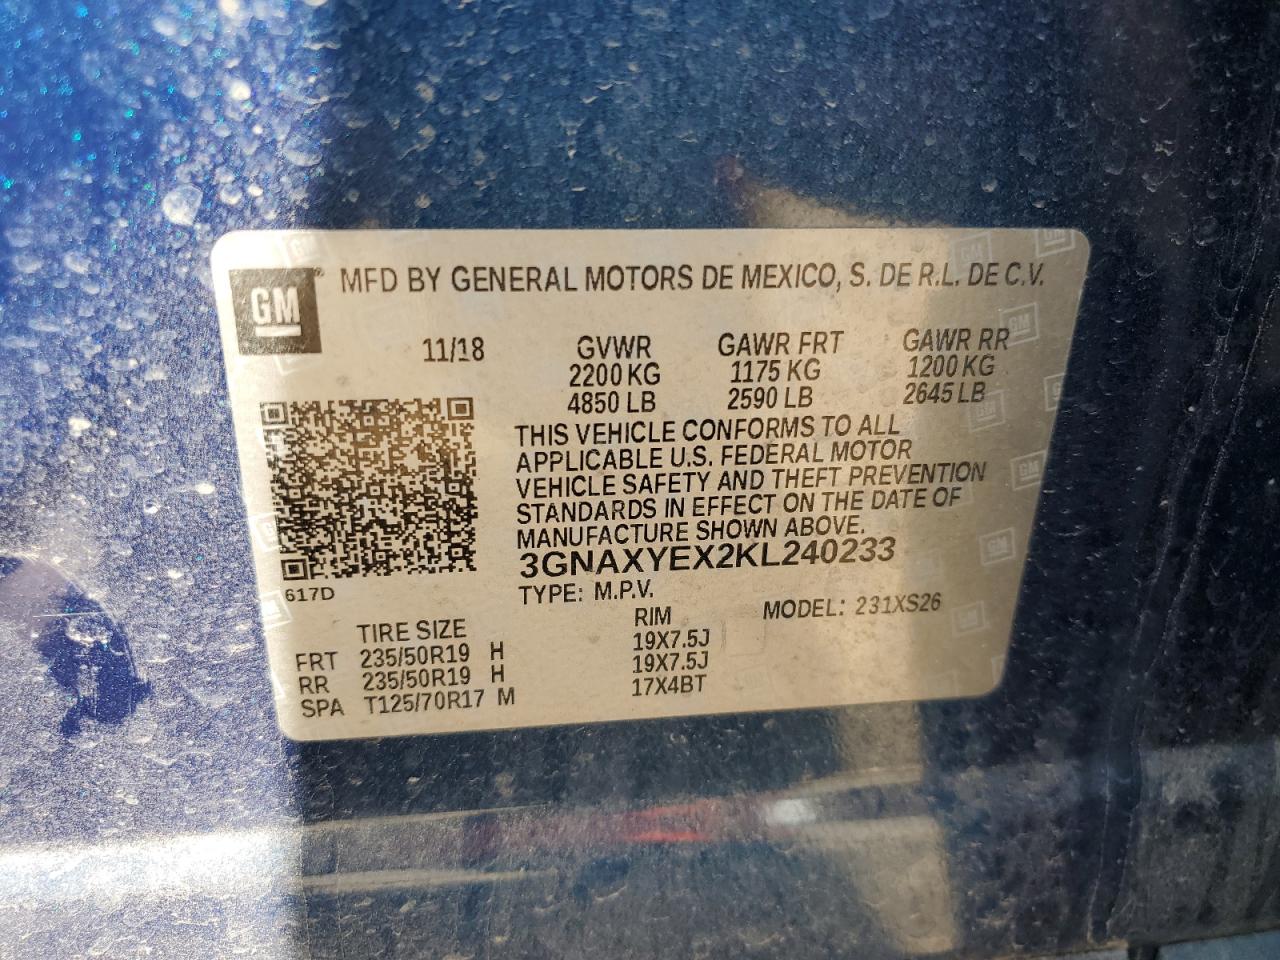 GM ® MFD BY GENERAL MOTORS DE MEXICO, S. DE R.L. DE C.V.
11/18 GVWR GAWR FRT GAWR RR
2200 KG 1175 KG 1200 KG
4850 LB 2590 LB 2645 LB
THIS VEHICLE CONFORMS TO ALL
APPLICABLE U.S. FEDERAL MOTOR
VEHICLE SAFETY AND THEFT PREVENTION
STANDARDS IN EFFECT ON THE DATE OF
MANUFACTURE SHOWN ABOVE.
3GNAXYEX2KL240233
617D TYPE: M.P.V. MODEL: 231XS26
TIRE SIZE RIM
FRT 235/50R19 H 19X7.5J
RR 235/50R19 H 19X7.5J
SPA T125/70R17 M 17X4BT